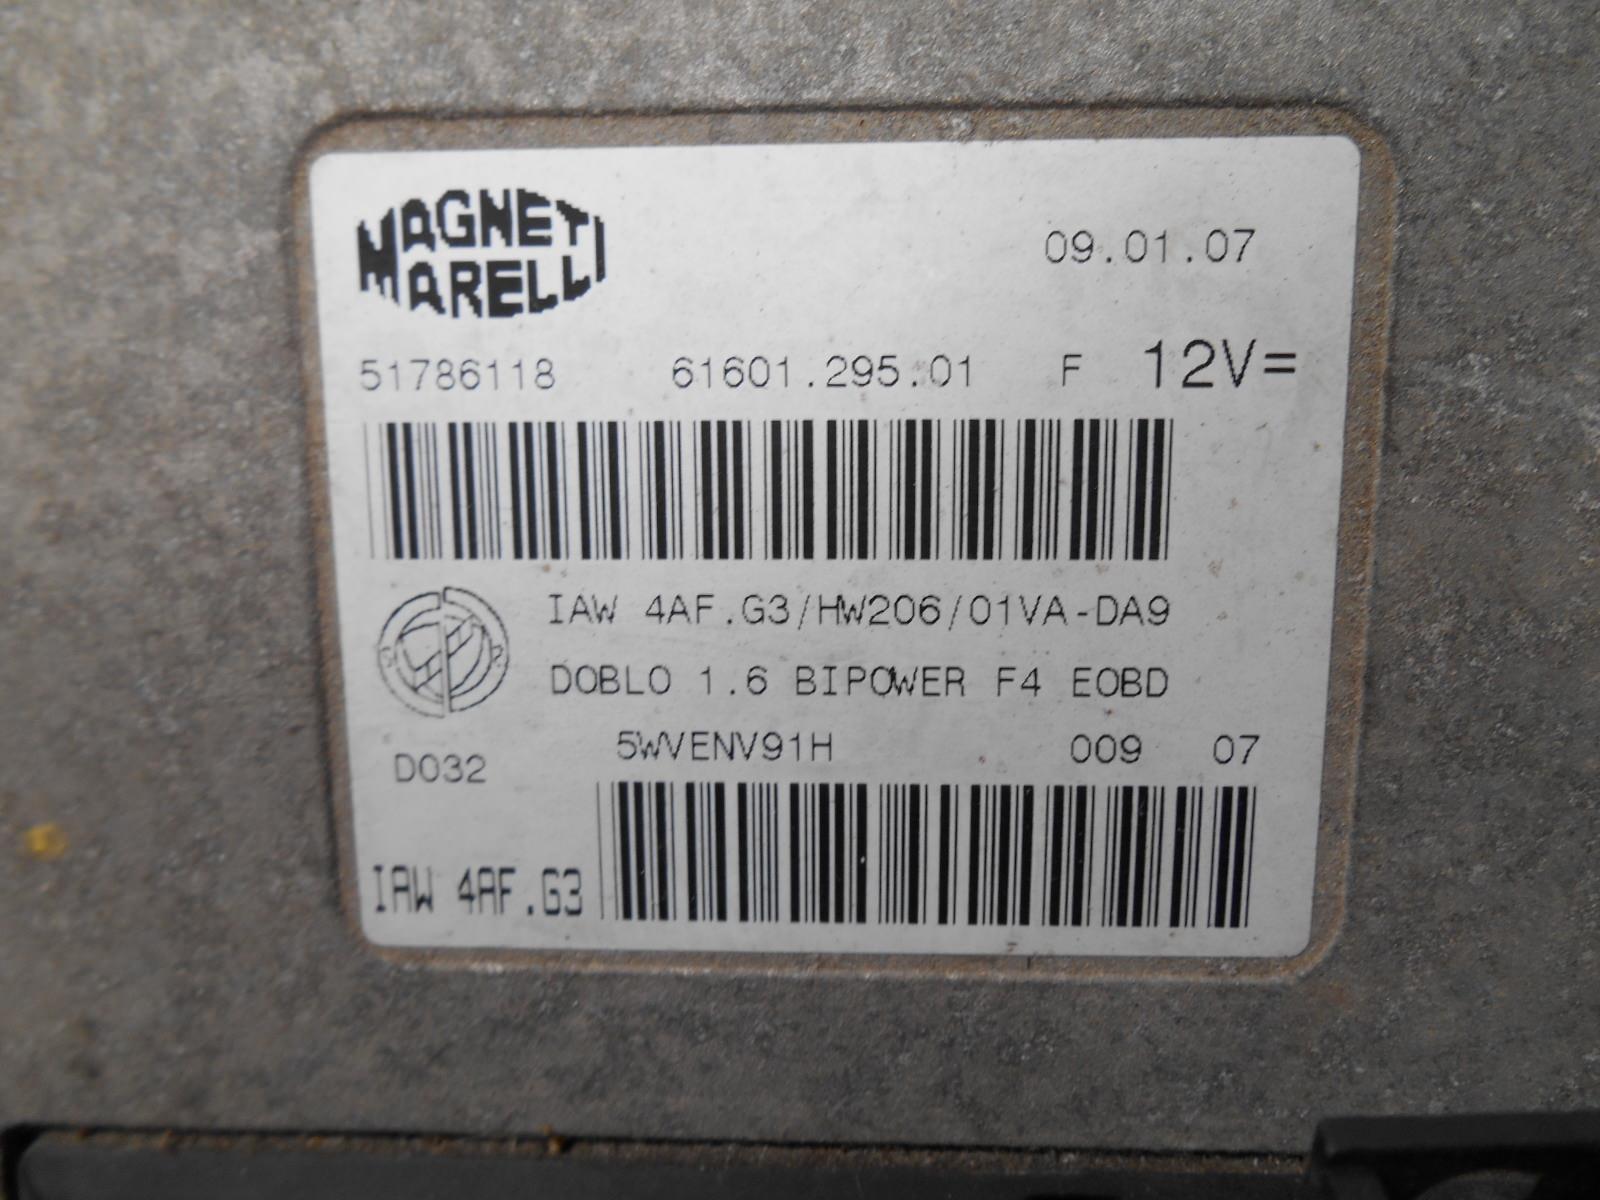 MAGNETI
MARELLI
09.01.07
51786118 61601.295.01 F 12V=
IAW 4AF.G3/HW206/01VA-DA9
DOBLO 1.6 BIPOWER F4 EOBD
5WVENV91H 009 07
D032
IAW 4AF.G3